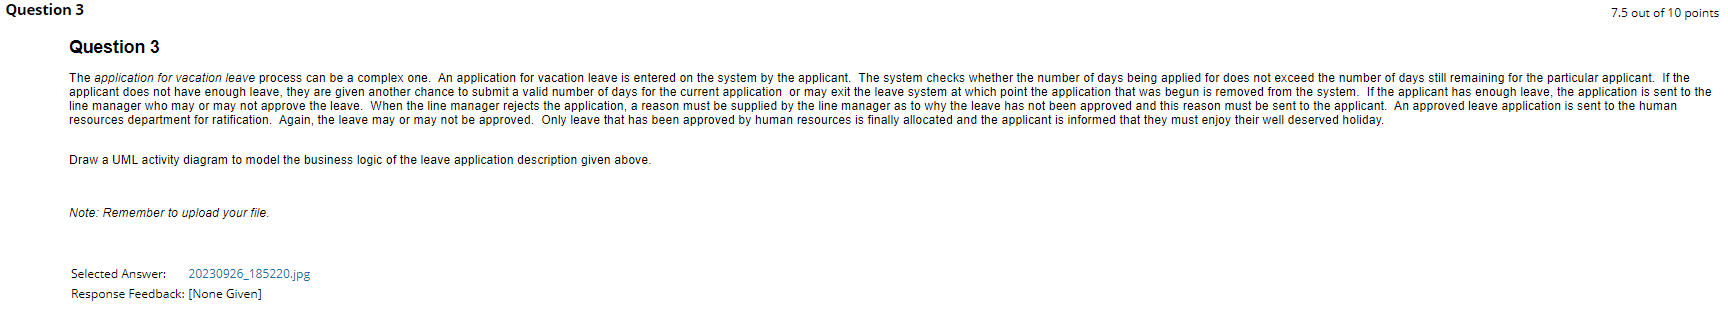 Question 3
7.5 out of 10 points
Question 3
The application for vacation leave process can be a complex one.  An application for vacation leave is entered on the system by the applicant.  The system checks whether the number of days being applied for does not exceed the number of days still remaining for the particular applicant.  If the
applicant does not have enough leave, they are given another chance to submit a valid number of days for the current application  or may exit the leave system at which point the application that was begun is removed from the system.  If the applicant has enough leave, the application is sent to the
line manager who may or may not approve the leave.  When the line manager rejects the application, a reason must be supplied by the line manager as to why the leave has not been approved and this reason must be sent to the applicant.  An approved leave application is sent to the human
resources department for ratification.  Again, the leave may or may not be approved.  Only leave that has been approved by human resources is finally allocated and the applicant is informed that they must enjoy their well deserved holiday.
Draw a UML activity diagram to model the business logic of the leave application description given above.
Note: Remember to upload your file.
Selected Answer: 20230926_185220.jpg
Response Feedback: [None Given]